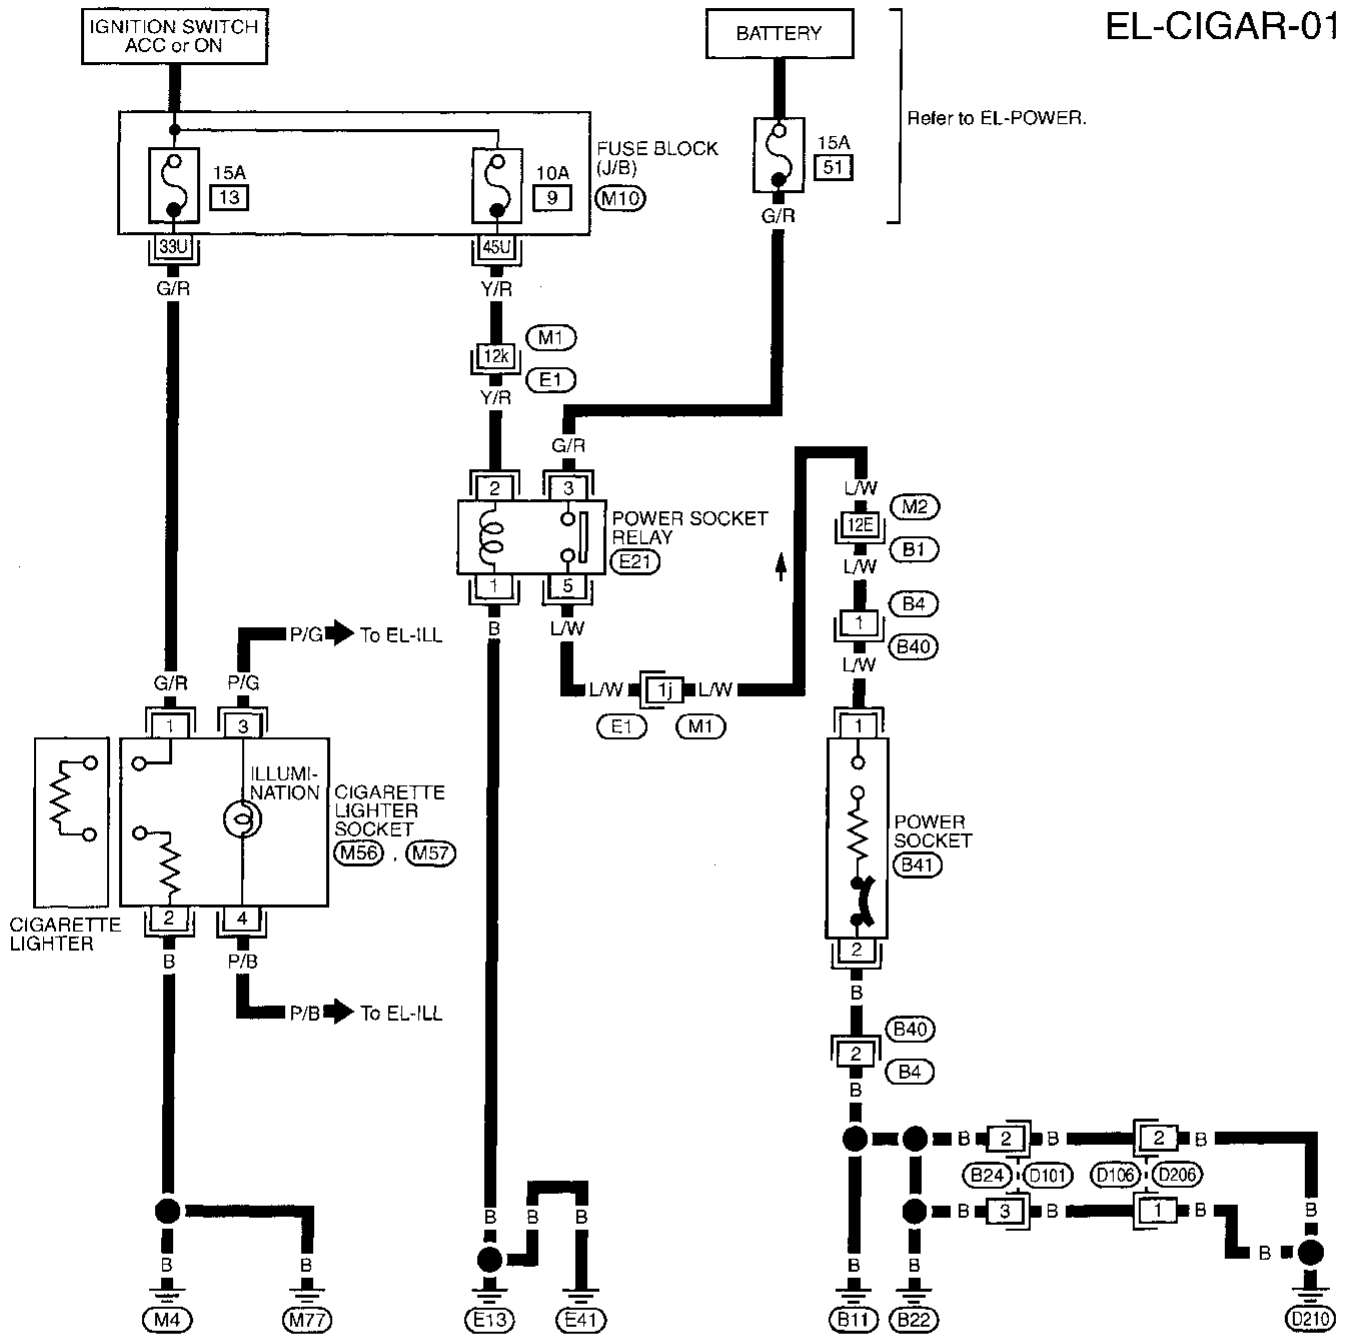 EL-CIGAR-01
IGNITION SWITCH
ACC or ON
BATTERY
Refer to EL-POWER.
15A
13
10A
9
FUSE BLOCK
(J/B)
M10
15A
51
33U
45U
G/R
G/R
Y/R
M1
12k
E1
Y/R
G/R
2
3
POWER SOCKET
RELAY
E21
1
5
B
L/W
L/W
1j
L/W
E1
M1
L/W
M2
12E
B1
L/W
B4
1
B40
L/W
P/G
To EL-ILL
G/R
P/G
1
3
ILLUMI-
NATION
CIGARETTE
LIGHTER
SOCKET
M56 , M57
CIGARETTE
LIGHTER
2
4
B
P/B
P/B
To EL-ILL
1
POWER
SOCKET
B41
2
B
B40
2
B4
B
B
2
B
2
B
B24
D101
D106
D206
B
3
B
1
B
B
B
B
B
B
B
B
B
B
B
M4
M77
E13
E41
B11
B22
D210